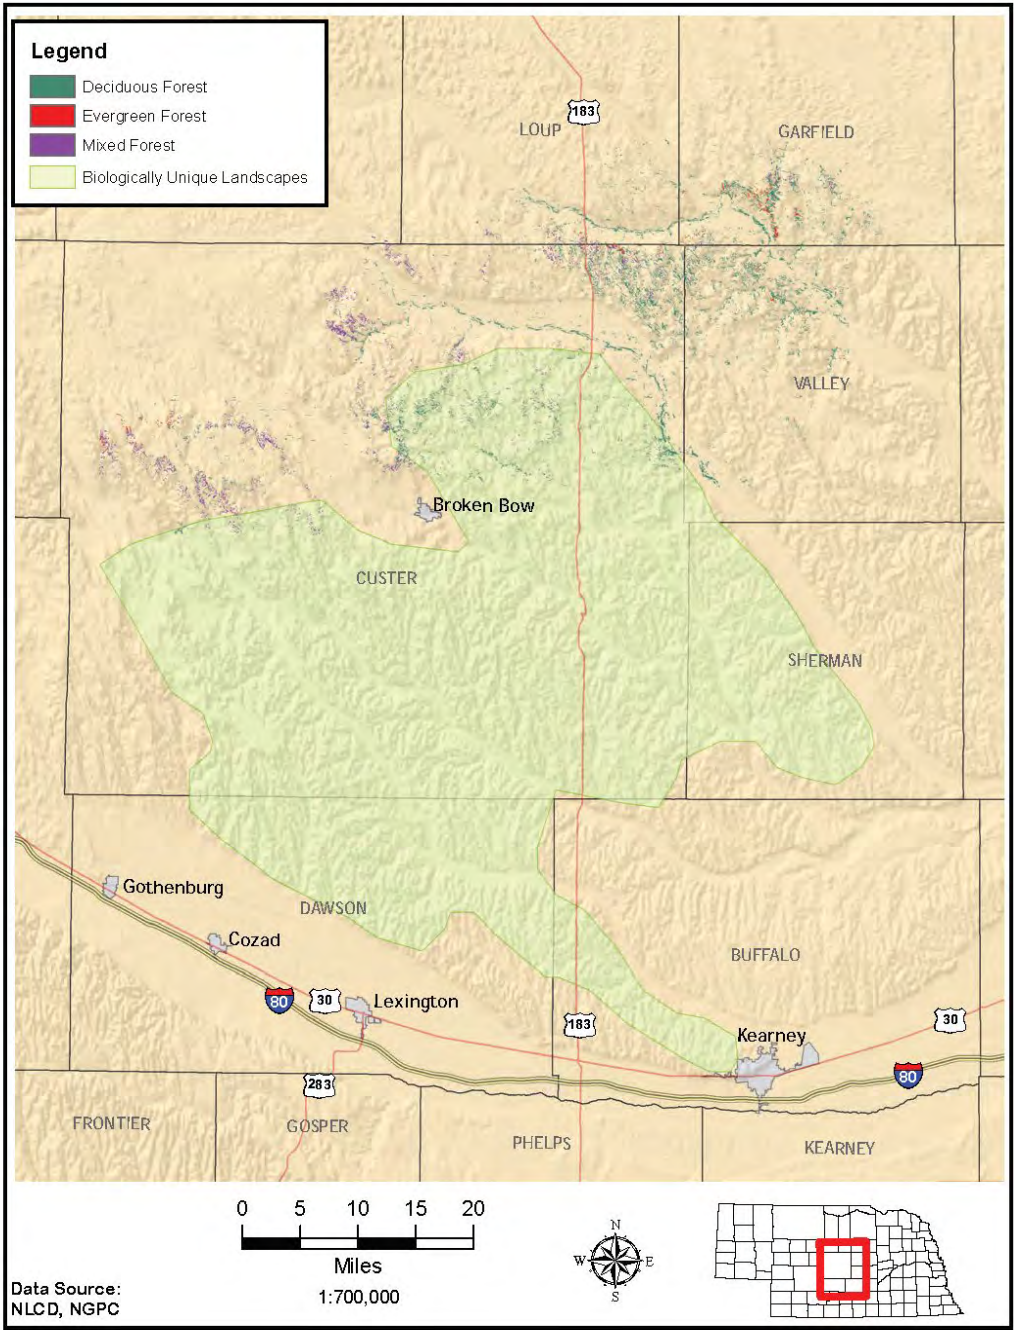 Legend
Deciduous Forest
Evergreen Forest
Mixed Forest
Biologically Unique Landscapes
183
LOUP
GARFIELD
VALLEY
Broken Bow
CUSTER
SHERMAN
Gothenburg
DAWSON
Cozad
BUFFALO
80
30
Lexington
183
Kearney
30
80
283
FRONTIER
GOSPER
PHELPS
KEARNEY
0 5 10 15 20
Miles
1:700,000
N
W E
S
Data Source:
NLCD, NGPC